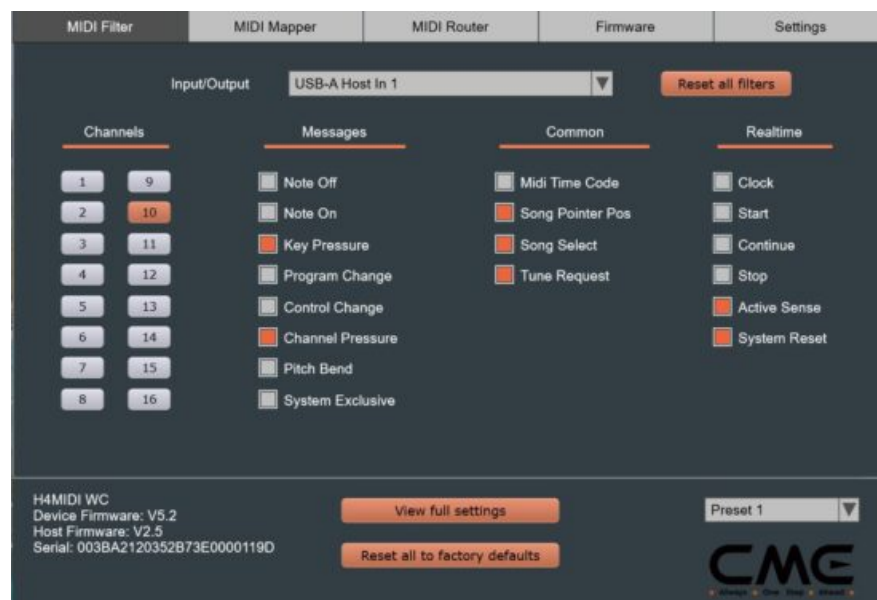 MIDI Filter MIDI Mapper MIDI Router Firmware Settings
Input/Output USB-A Host In 1 Reset all filters
Channels Messages Common Realtime
1 9 Note Off Midi Time Code Clock
2 10 Note On Song Pointer Pos Start
3 11 Key Pressure Song Select Continue
4 12 Program Change Tune Request Stop
5 13 Control Change Active Sense
6 14 Channel Pressure System Reset
7 15 Pitch Bend
8 16 System Exclusive
H4MIDI WC
Device Firmware: V5.2
Host Firmware: V2.5
Serial: 003BA2120352B73E0000119D
View full settings
Reset all to factory defaults
Preset 1
CME
Always • One Step • Ahead •